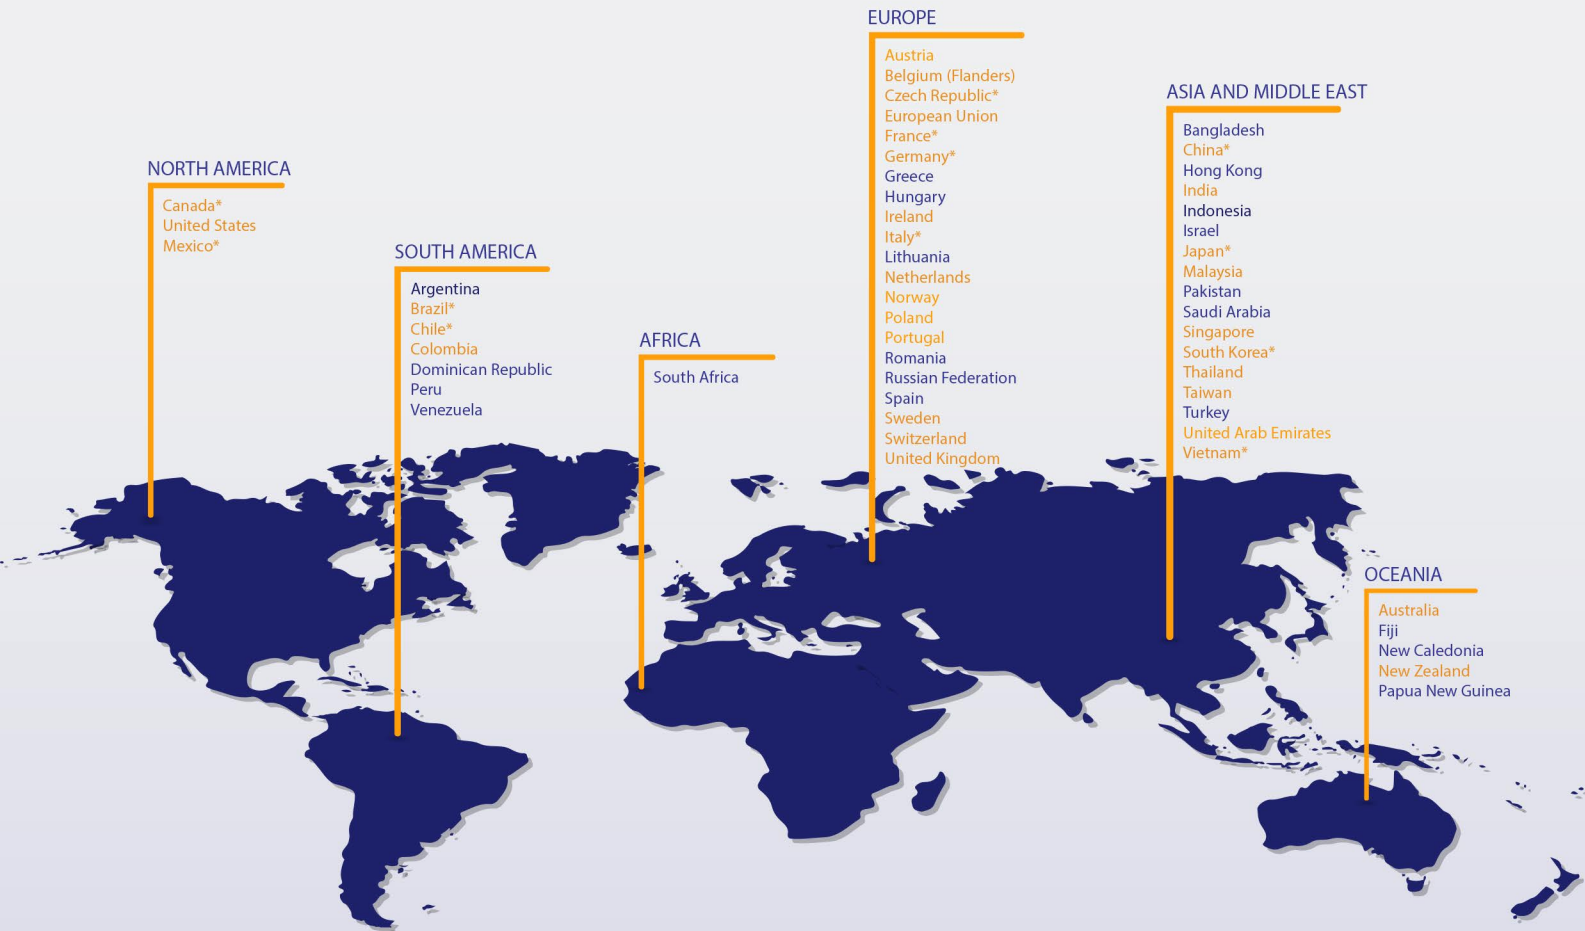 NORTH AMERICA
Canada*
United States
Mexico*
SOUTH AMERICA
Argentina
Brazil*
Chile*
Colombia
Dominican Republic
Peru
Venezuela
AFRICA
South Africa
EUROPE
Austria
Belgium (Flanders)
Czech Republic*
European Union
France*
Germany*
Greece
Hungary
Ireland
Italy*
Lithuania
Netherlands
Norway
Poland
Portugal
Romania
Russian Federation
Spain
Sweden
Switzerland
United Kingdom
ASIA AND MIDDLE EAST
Bangladesh
China*
Hong Kong
India
Indonesia
Israel
Japan*
Malaysia
Pakistan
Saudi Arabia
Singapore
South Korea*
Thailand
Taiwan
Turkey
United Arab Emirates
Vietnam*
OCEANIA
Australia
Fiji
New Caledonia
New Zealand
Papua New Guinea